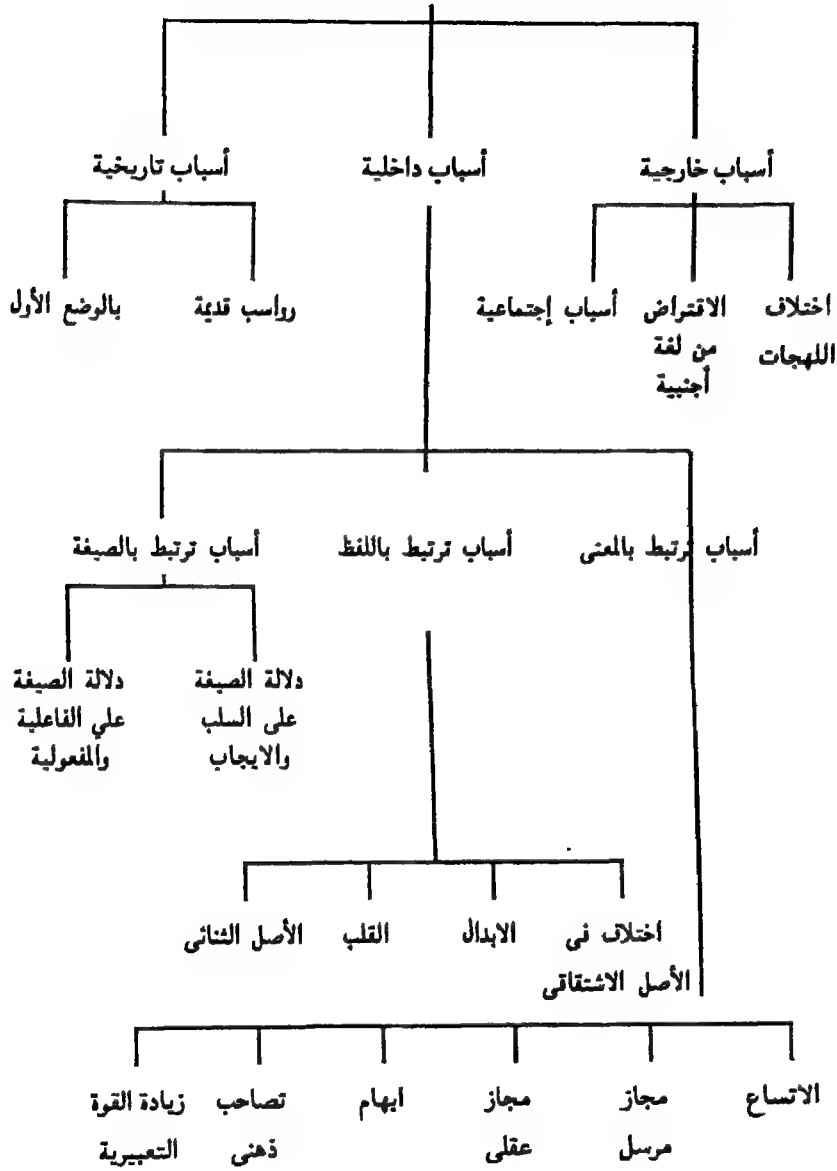 أسباب خارجية
أسباب داخلية
أسباب تاريخية
اختلاف
اللهجات
الاقتراض
من لغة
أجنبية
أسباب إجتماعية
رواسب قديمة
بالوضع الأول
أسباب ترتبط بالمعنى
أسباب ترتبط باللفظ
أسباب ترتبط بالصيغة
دلالة الصيغة
على السلب
والايجاب
دلالة الصيغة
علي الفاعلية
والمفعولية
اختلاف فى
الأصل الاشتقاقى
الابدال
القلب
الأصل الثنائى
الاتساع
مجاز
مرسل
مجاز
عقلى
ابهام
تصاحب
ذهنى
زيادة القوة
التعبيرية